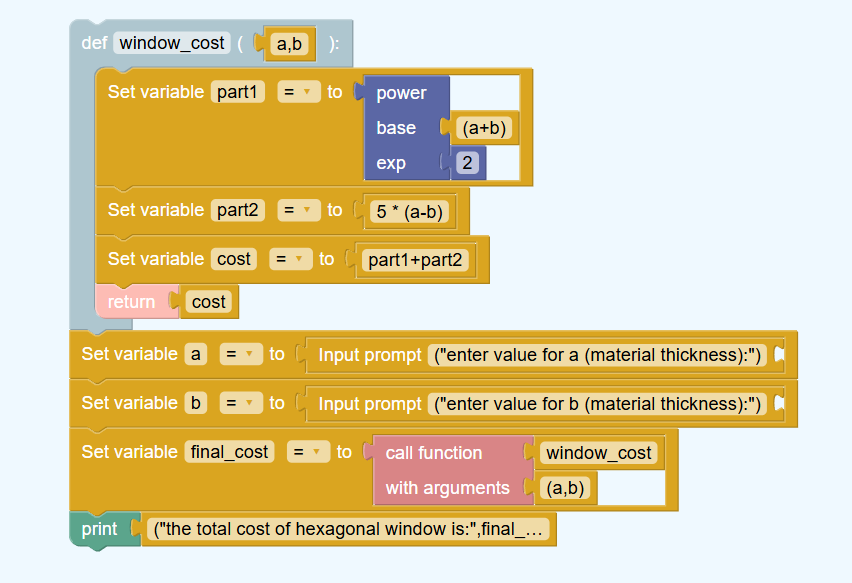 def window_cost ( a,b ):
Set variable part1 = to power
base (a+b)
exp 2
Set variable part2 = to 5 * (a-b)
Set variable cost = to part1+part2
return cost
Set variable a = to Input prompt ("enter value for a (material thickness):")
Set variable b = to Input prompt ("enter value for b (material thickness):")
Set variable final_cost = to call function window_cost
with arguments (a,b)
print ("the total cost of hexagonal window is:",final_…